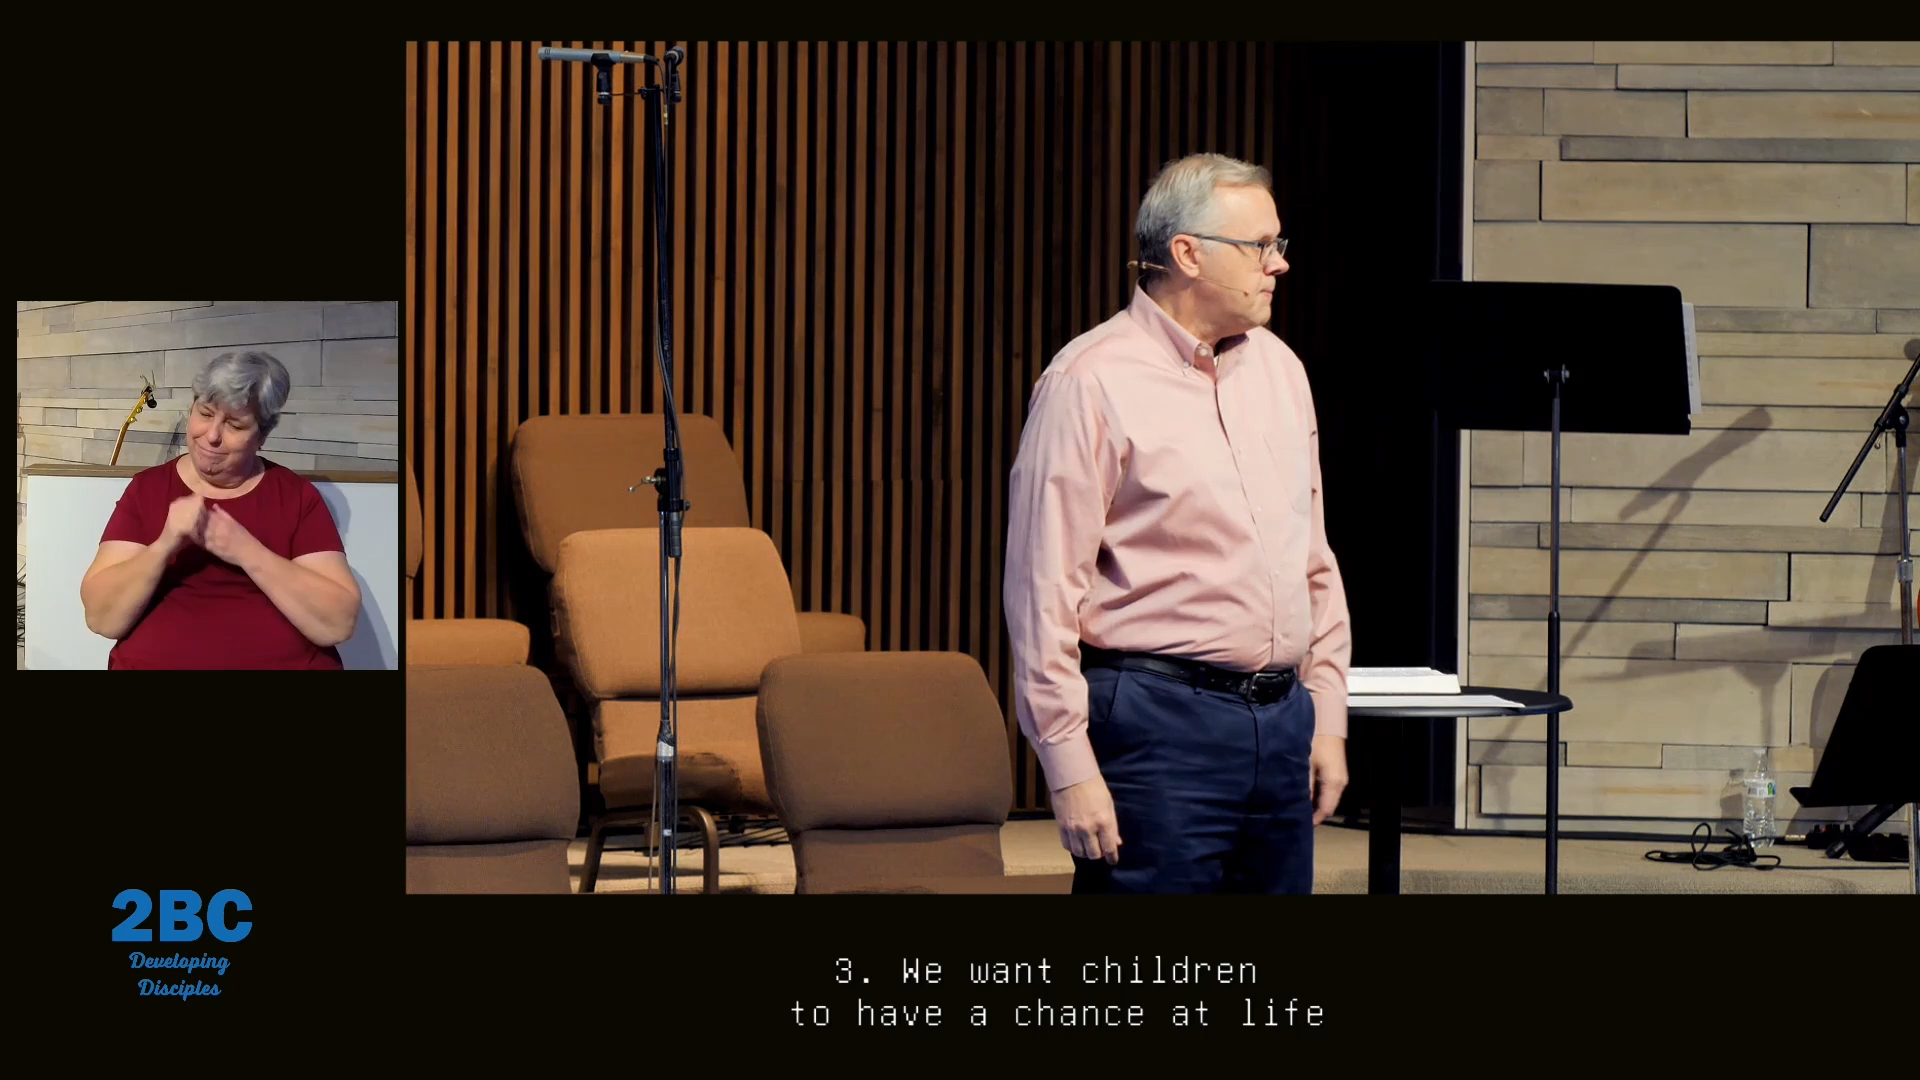 2BC
Developing
Disciples
3. We want children
to have a chance at life